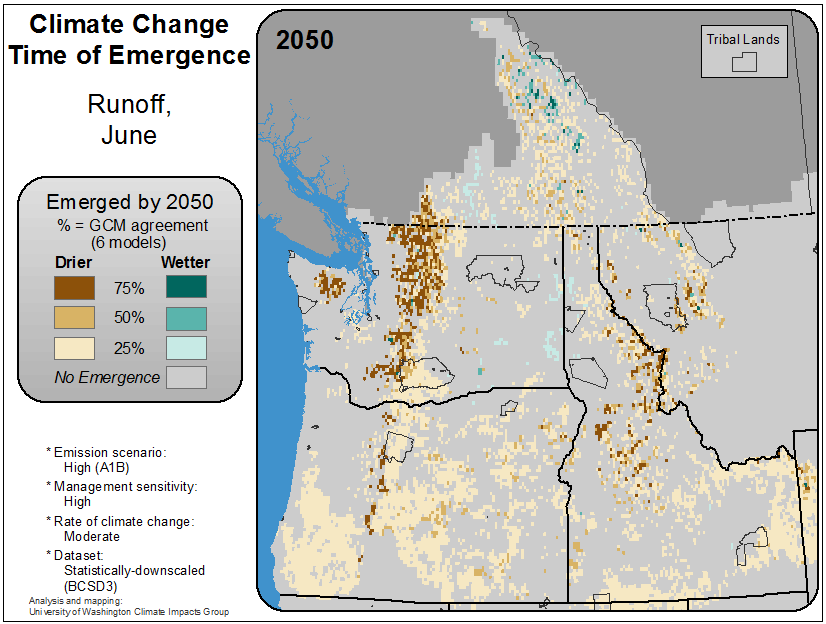 Climate Change
Time of Emergence
Runoff,
June
Emerged by 2050
% = GCM agreement
(6 models)
Drier Wetter
75%
50%
25%
No Emergence
* Emission scenario:
High (A1B)
* Management sensitivity:
High
* Rate of climate change:
Moderate
* Dataset:
Statistically-downscaled
(BCSD3)
Analysis and mapping:
University of Washington Climate Impacts Group
2050
Tribal Lands